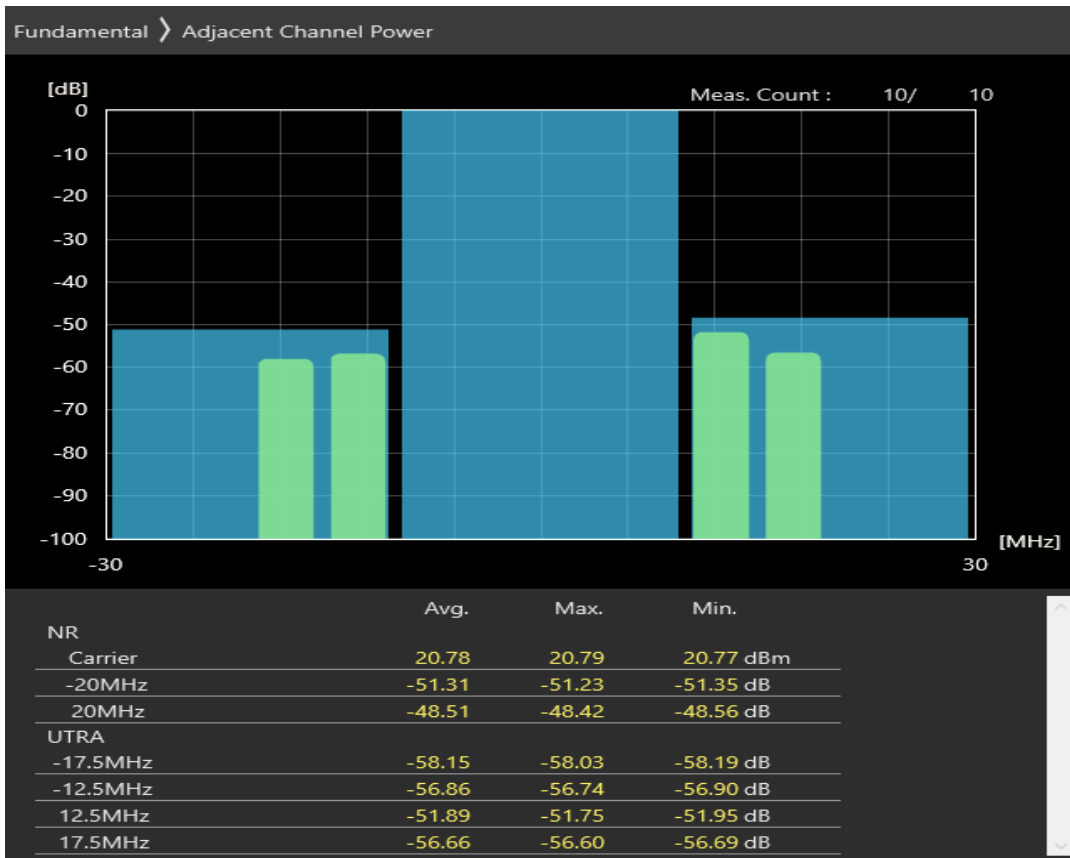 Fundamental 〉 Adjacent Channel Power
[dB]
Meas. Count : 10/ 10
0
-10
-20
-30
-40
-50
-60
-70
-80
-90
-100
[MHz]
-30 30
Avg. Max. Min.
NR
Carrier 20.78 20.79 20.77 dBm
-20MHz -51.31 -51.23 -51.35 dB
20MHz -48.51 -48.42 -48.56 dB
UTRA
-17.5MHz -58.15 -58.03 -58.19 dB
-12.5MHz -56.86 -56.74 -56.90 dB
12.5MHz -51.89 -51.75 -51.95 dB
17.5MHz -56.66 -56.60 -56.69 dB